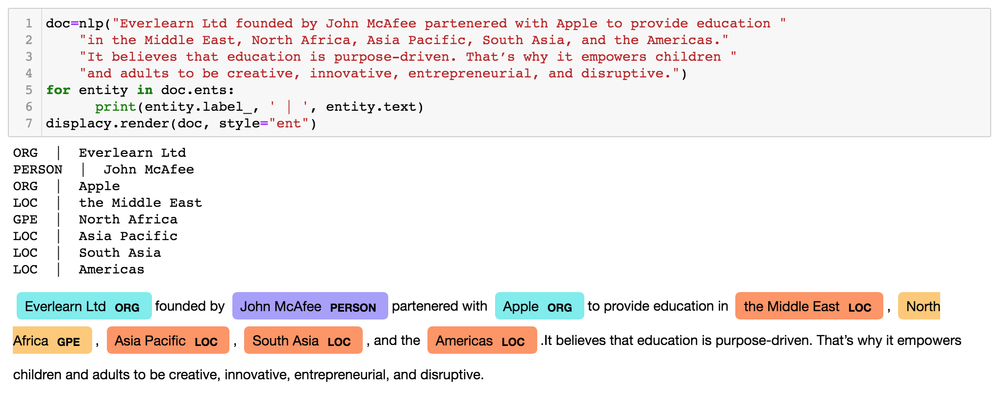 1 doc=nlp("Everlearn Ltd founded by John McAfee partenered with Apple to provide education "
2     "in the Middle East, North Africa, Asia Pacific, South Asia, and the Americas."
3     "It believes that education is purpose-driven. That’s why it empowers children "
4     "and adults to be creative, innovative, entrepreneurial, and disruptive.")
5 for entity in doc.ents:
6       print(entity.label_, ' | ', entity.text)
7 displacy.render(doc, style="ent")
ORG  |  Everlearn Ltd
PERSON  |  John McAfee
ORG  |  Apple
LOC  |  the Middle East
GPE  |  North Africa
LOC  |  Asia Pacific
LOC  |  South Asia
LOC  |  Americas
Everlearn Ltd ORG founded by John McAfee PERSON partenered with Apple ORG to provide education in the Middle East LOC , North
Africa GPE , Asia Pacific LOC , South Asia LOC , and the Americas LOC .It believes that education is purpose-driven. That’s why it empowers
children and adults to be creative, innovative, entrepreneurial, and disruptive.